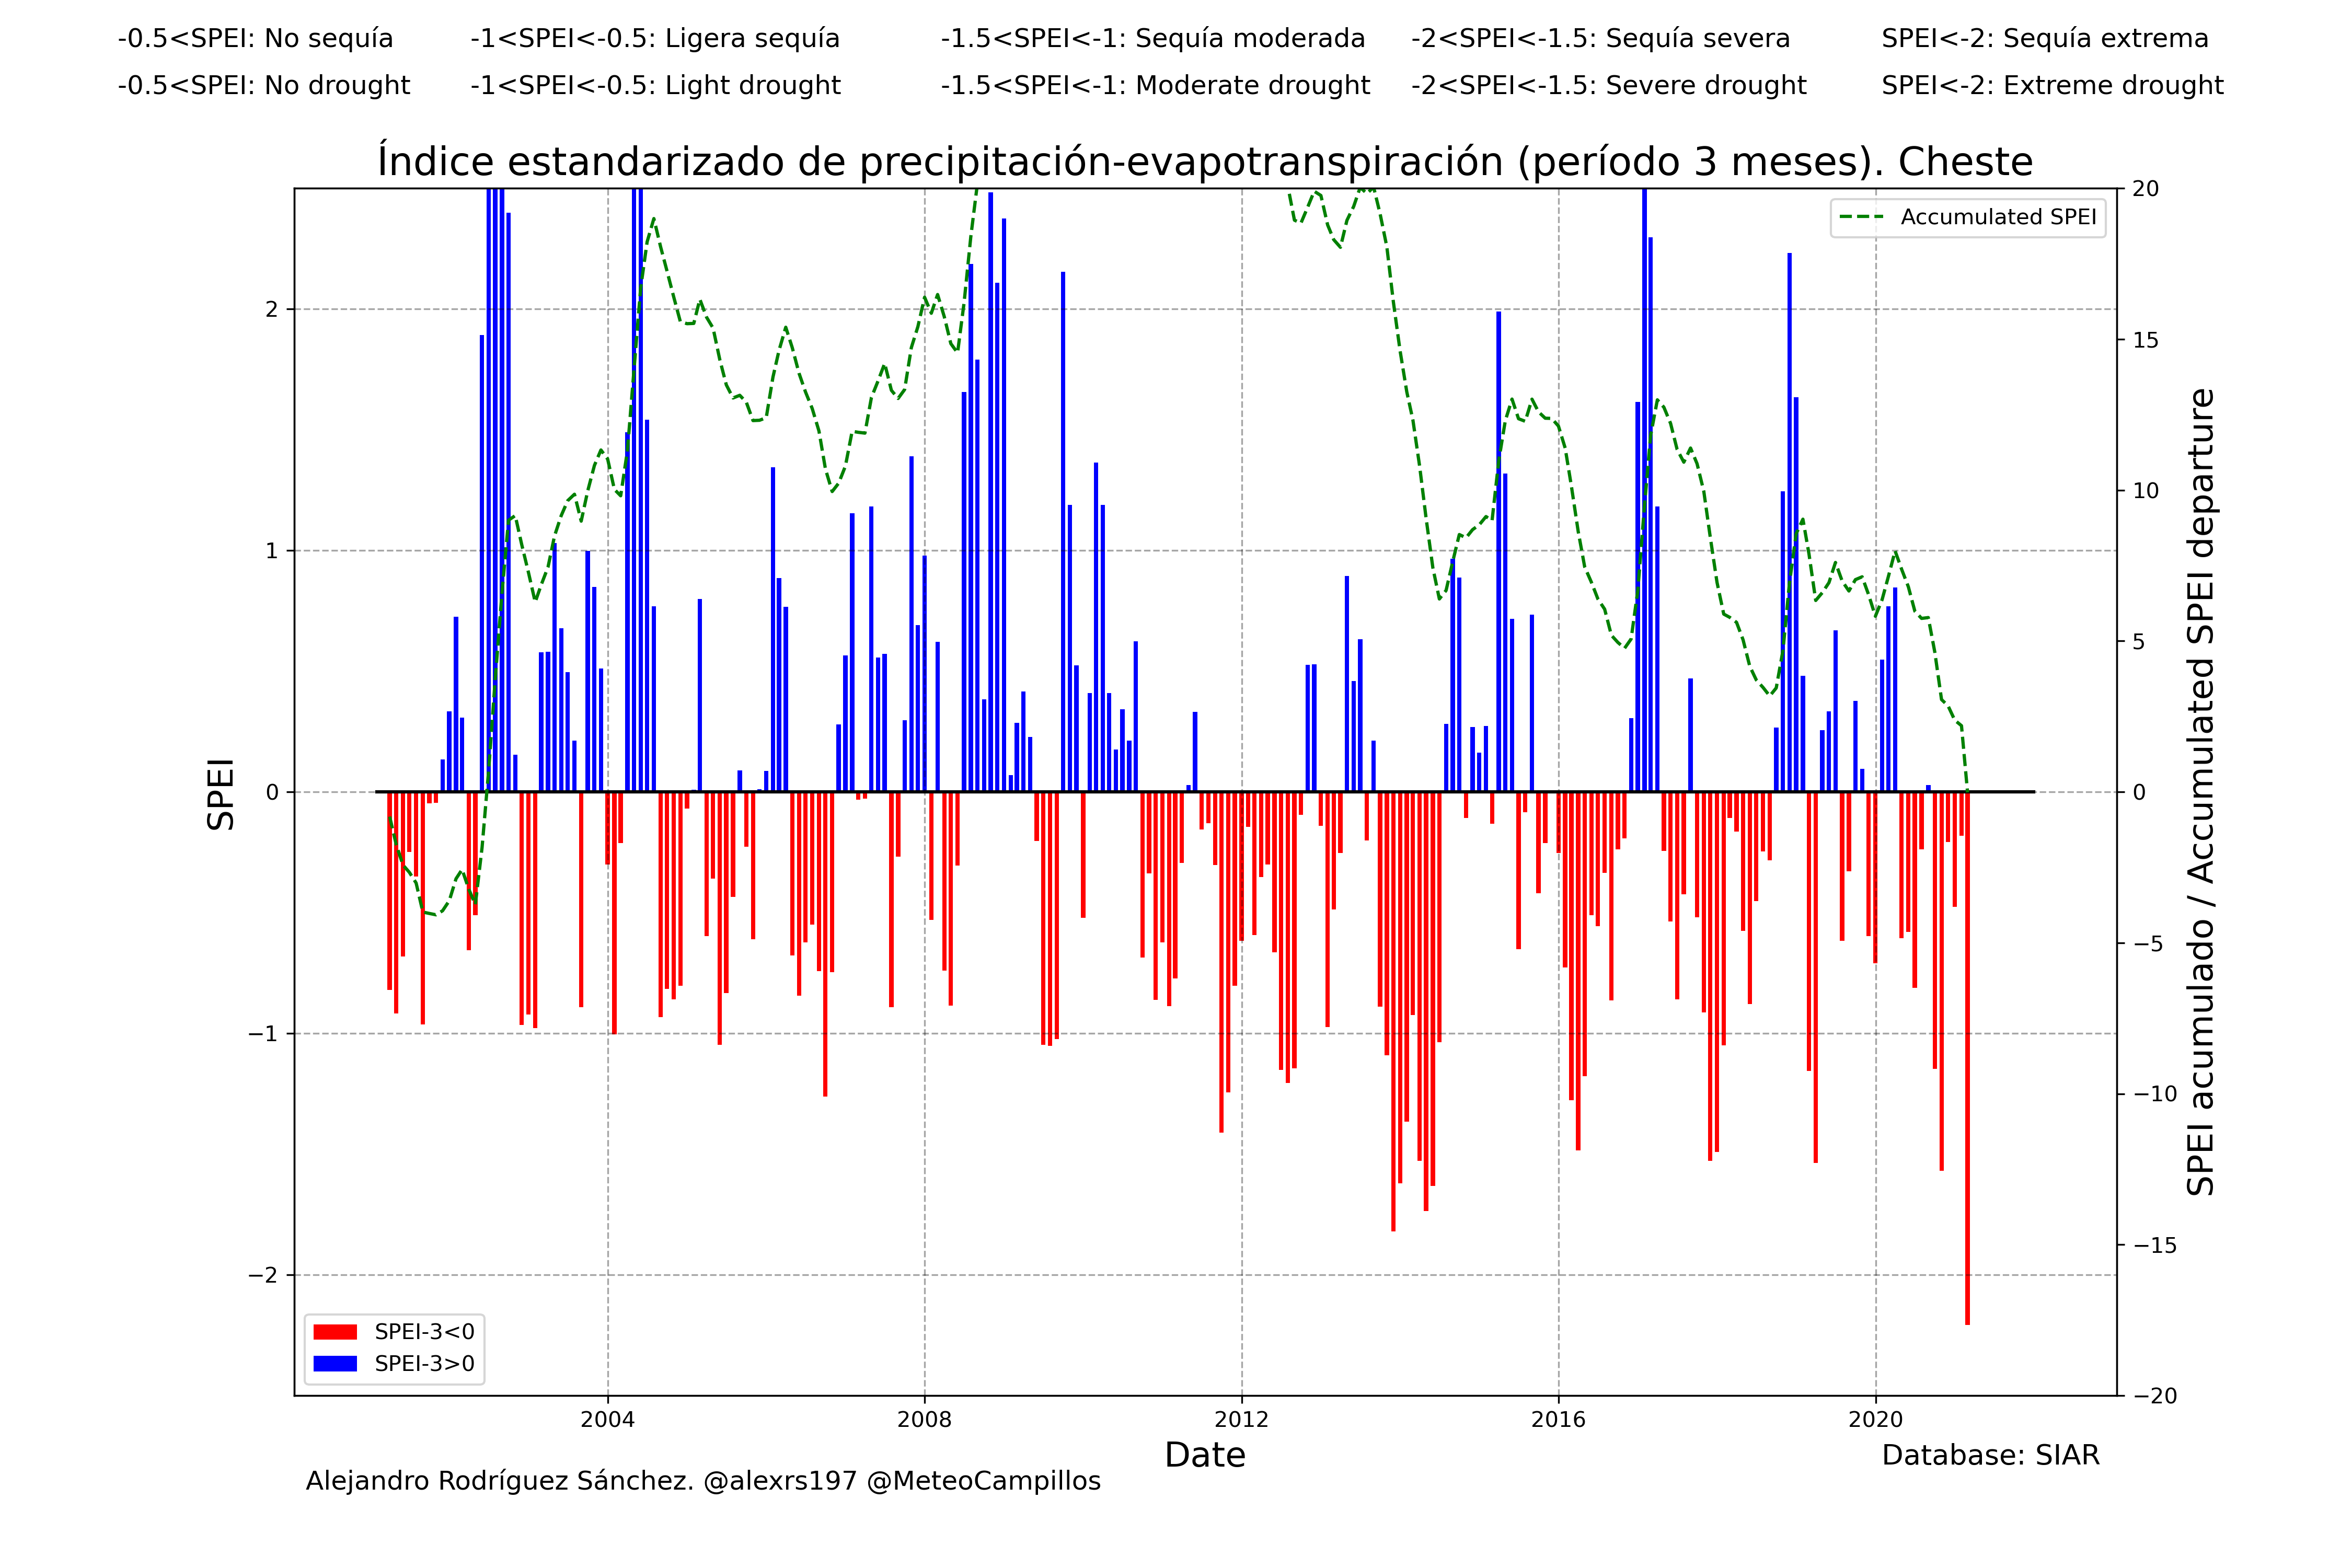 -0.5<SPEI: No sequía -1<SPEI<-0.5: Ligera sequía -1.5<SPEI<-1: Sequía moderada -2<SPEI<-1.5: Sequía severa SPEI<-2: Sequía extrema
-0.5<SPEI: No drought -1<SPEI<-0.5: Light drought -1.5<SPEI<-1: Moderate drought -2<SPEI<-1.5: Severe drought SPEI<-2: Extreme drought
Índice estandarizado de precipitación-evapotranspiración (período 3 meses). Cheste
Accumulated SPEI
SPEI
2
1
0
−1
−2
20
15
10
5
0
−5
−10
−15
−20
SPEI acumulado / Accumulated SPEI departure
SPEI-3<0
SPEI-3>0
2004 2008 2012 2016 2020
Date
Database: SIAR
Alejandro Rodríguez Sánchez. @alexrs197 @MeteoCampillos